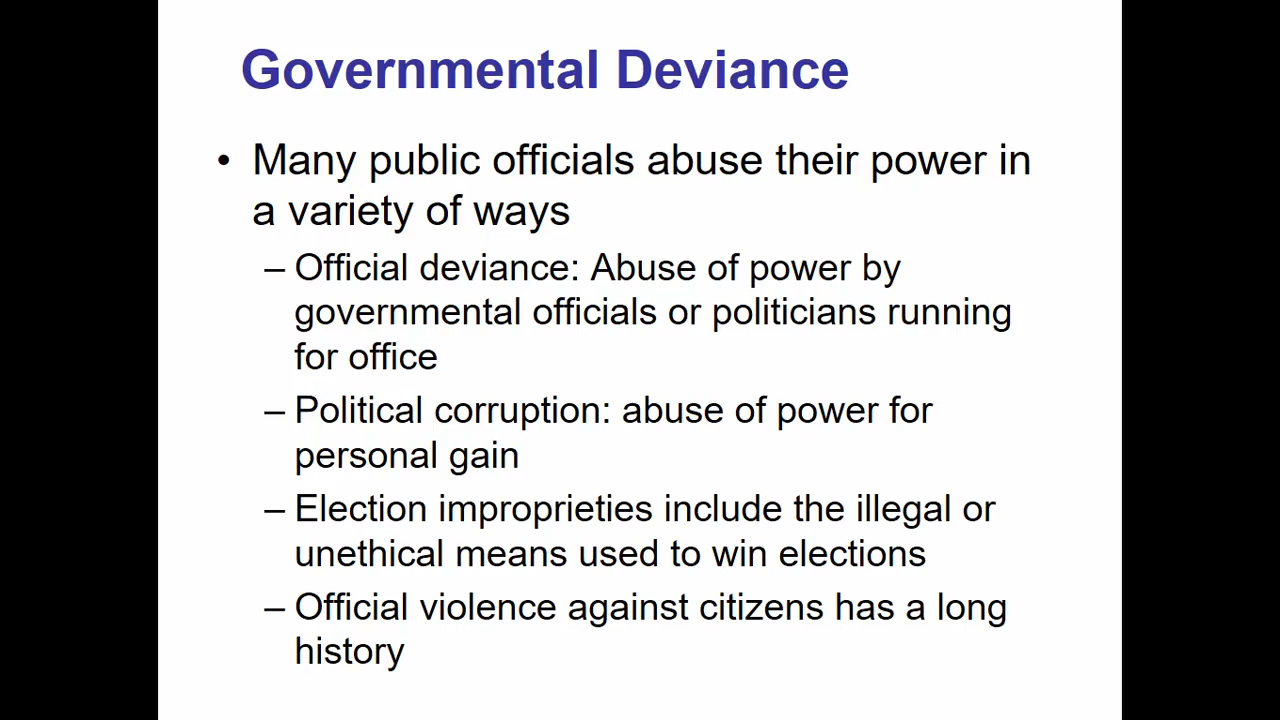 Governmental Deviance
• Many public officials abuse their power in
a variety of ways
– Official deviance: Abuse of power by
governmental officials or politicians running
for office
– Political corruption: abuse of power for
personal gain
– Election improprieties include the illegal or
unethical means used to win elections
– Official violence against citizens has a long
history